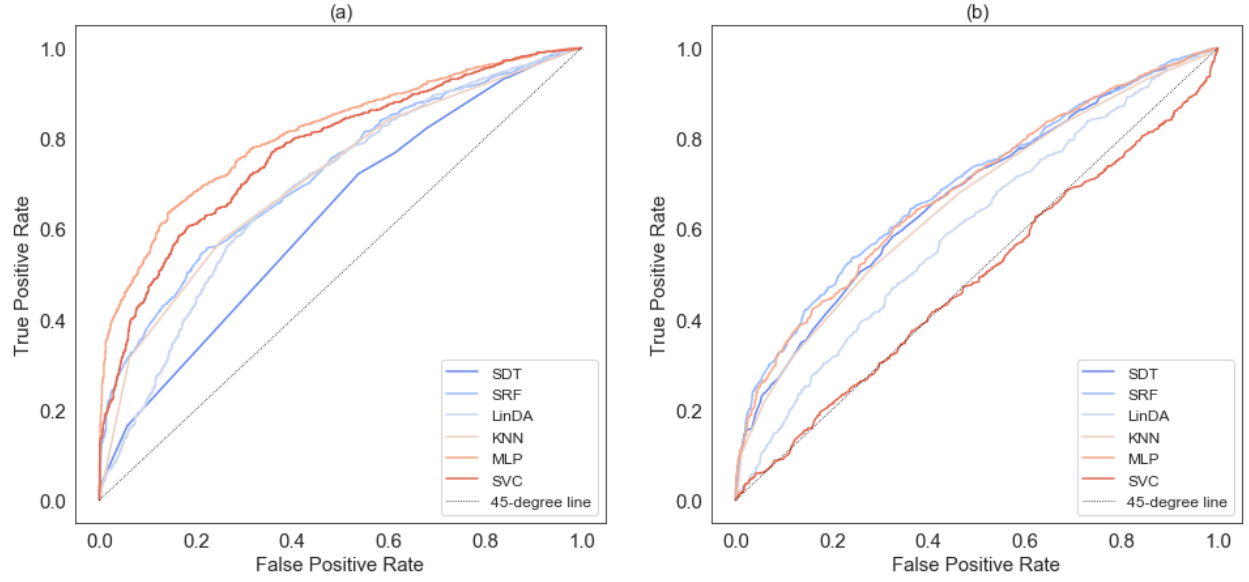 (a)
True Positive Rate
1.0
0.8
0.6
0.4
0.2
0.0
SDT
SRF
LinDA
KNN
MLP
SVC
45-degree line
0.0 0.2 0.4 0.6 0.8 1.0
False Positive Rate
(b)
True Positive Rate
1.0
0.8
0.6
0.4
0.2
0.0
SDT
SRF
LinDA
KNN
MLP
SVC
45-degree line
0.0 0.2 0.4 0.6 0.8 1.0
False Positive Rate